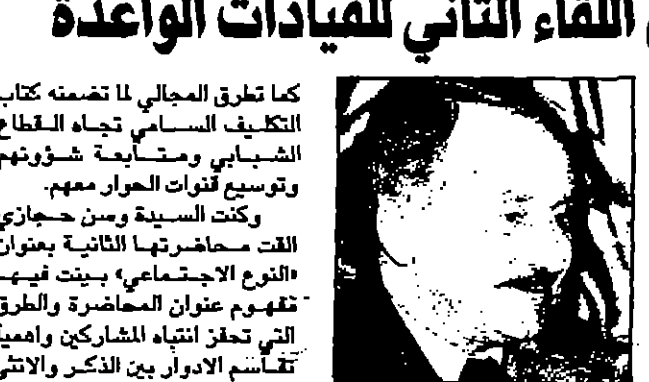 اللقاء الثاني للقيادات الواعدة
كما تطرق المجالي لما تضمنه كتاب
التكليف السامي تجاه القطاع
الشبابي ومتابعة شؤونهم
وتوسيع قنوات الحوار معهم.
وكنت السيدة وسن حجازي
القت محاضرتها الثانية بعنوان
«النوع الاجتماعي» بينت فيها
مفهوم عنوان المحاضرة والطرق
التي تحفز انتباه المشاركين واهمية
تقاسم الادوار بين الذكر والانثى